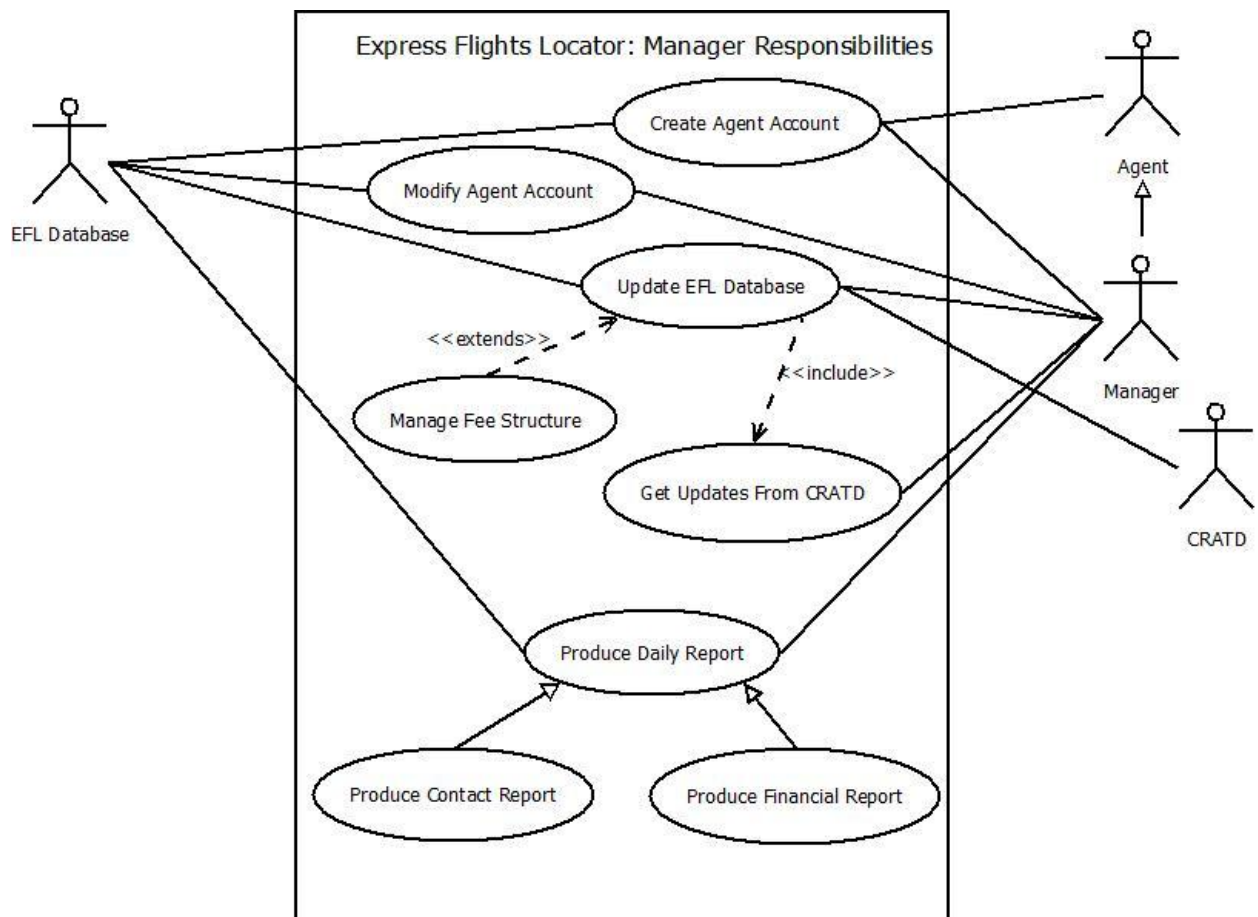 Express Flights Locator: Manager Responsibilities
Create Agent Account
Agent
Modify Agent Account
EFL Database
Update EFL Database
<<extends>>
<<include>>
Manager
Manage Fee Structure
Get Updates From CRATD
CRATD
Produce Daily Report
Produce Contact Report
Produce Financial Report